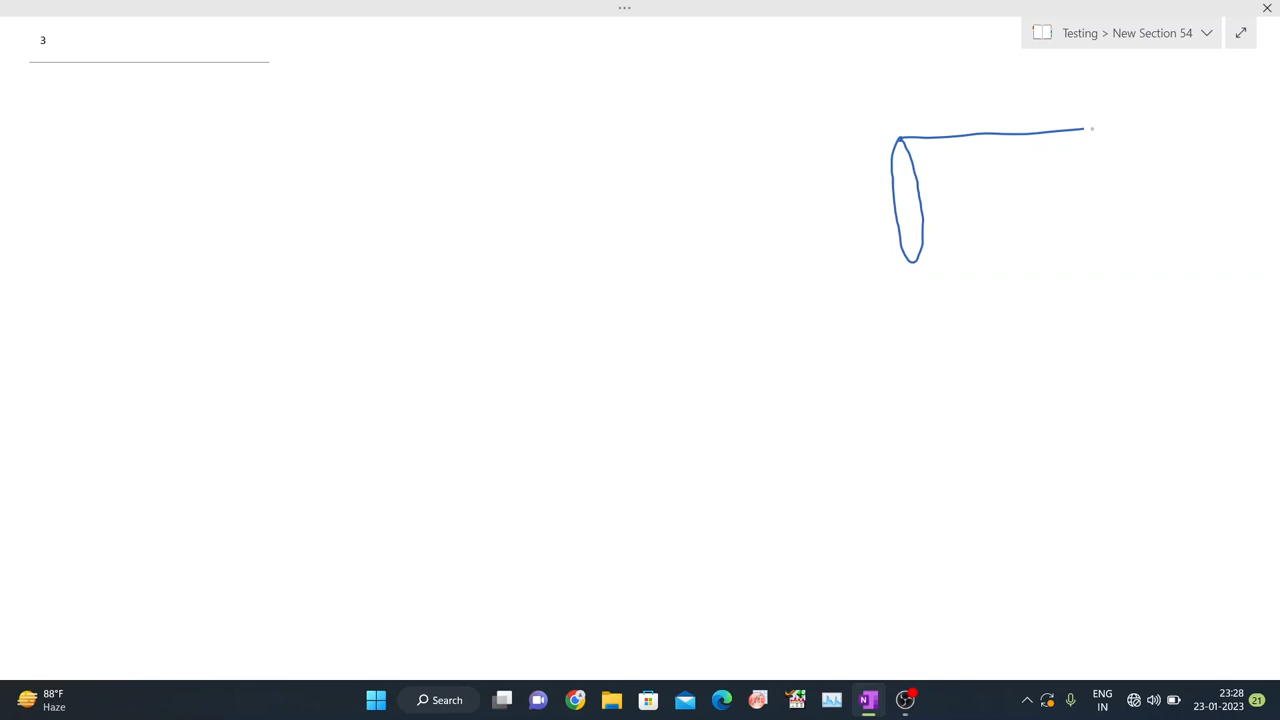 3
Testing > New Section 54
88°F
Haze
Search
ENG
IN
23:28
23-01-2023
21